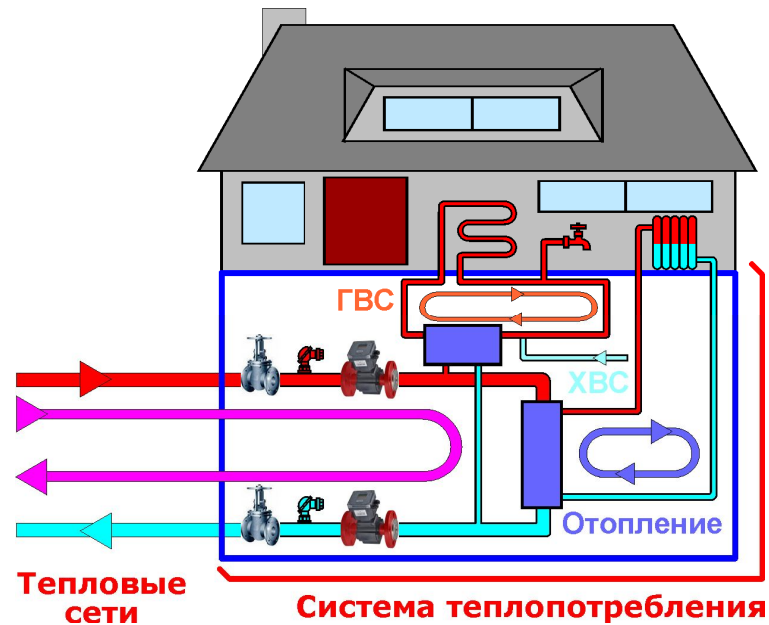 ГВС
ХВС
Отопление
Тепловые
сети
Система теплопотребления